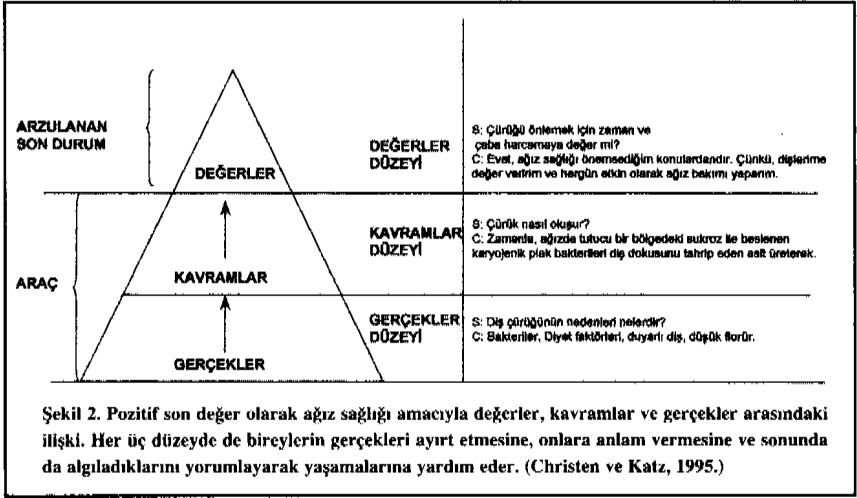 ARZULANAN
SON DURUM
DEĞERLER
DEĞERLER
DÜZEYİ
S: Çürüğü önlemek için zaman ve
çaba harcamaya değer mi?
C: Evet, ağız sağlığı önemsediğim konulardandır. Çünkü, dişlerime
değer veririm ve hergün etkin olarak ağız bakımı yaparım.
ARAÇ
KAVRAMLAR
KAVRAMLAR
DÜZEYİ
S: Çürük nasıl oluşur?
C: Zamanla, ağızda tutucu bir bölgedeki sukroz ile beslenen
karyojenik plak bakterileri diş dokusunu tahrip eden asit üreterek.
GERÇEKLER
GERÇEKLER
DÜZEYİ
S: Diş çürüğünün nedenleri nelerdir?
C: Bakteriler, Diyet faktörleri, duyarlı diş, düşük florür.
Şekil 2. Pozitif son değer olarak ağız sağlığı amacıyla değerler, kavramlar ve gerçekler arasındaki
ilişki. Her üç düzeyde de bireylerin gerçekleri ayırt etmesine, onlara anlam vermesine ve sonunda
da algıladıklarını yorumlayarak yaşamalarına yardım eder. (Christen ve Katz, 1995.)